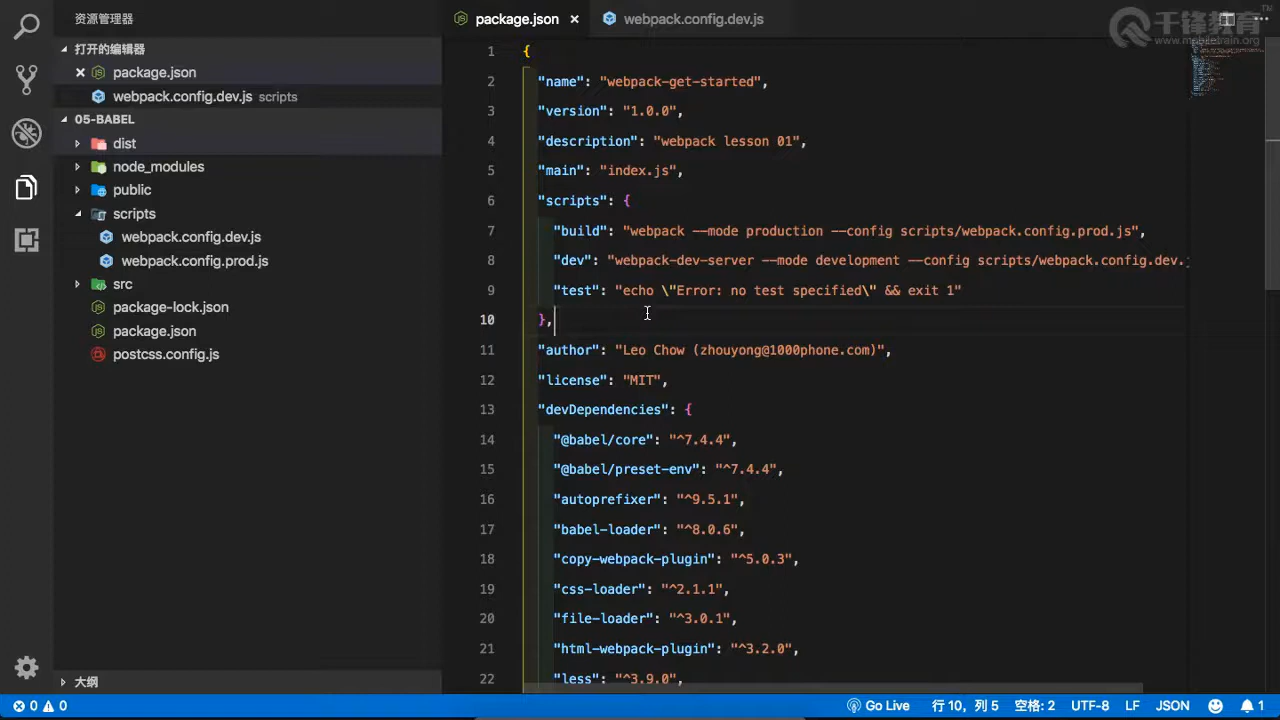 资源管理器
打开的编辑器
package.json
webpack.config.dev.js scripts
05-BABEL
dist
node_modules
public
scripts
webpack.config.dev.js
webpack.config.prod.js
src
package-lock.json
package.json
postcss.config.js
大纲
package.json
webpack.config.dev.js
千锋教育
www.mobiletrain.org
1 {
2 "name": "webpack-get-started",
3 "version": "1.0.0",
4 "description": "webpack lesson 01",
5 "main": "index.js",
6 "scripts": {
7 "build": "webpack --mode production --config scripts/webpack.config.prod.js",
8 "dev": "webpack-dev-server --mode development --config scripts/webpack.config.dev.j
9 "test": "echo \"Error: no test specified\" && exit 1"
10 },
11 "author": "Leo Chow (zhouyong@1000phone.com)",
12 "license": "MIT",
13 "devDependencies": {
14 "@babel/core": "^7.4.4",
15 "@babel/preset-env": "^7.4.4",
16 "autoprefixer": "^9.5.1",
17 "babel-loader": "^8.0.6",
18 "copy-webpack-plugin": "^5.0.3",
19 "css-loader": "^2.1.1",
20 "file-loader": "^3.0.1",
21 "html-webpack-plugin": "^3.2.0",
22 "less": "^3.9.0",
0 0 Go Live 行 10, 列 5 空格: 2 UTF-8 LF JSON 1